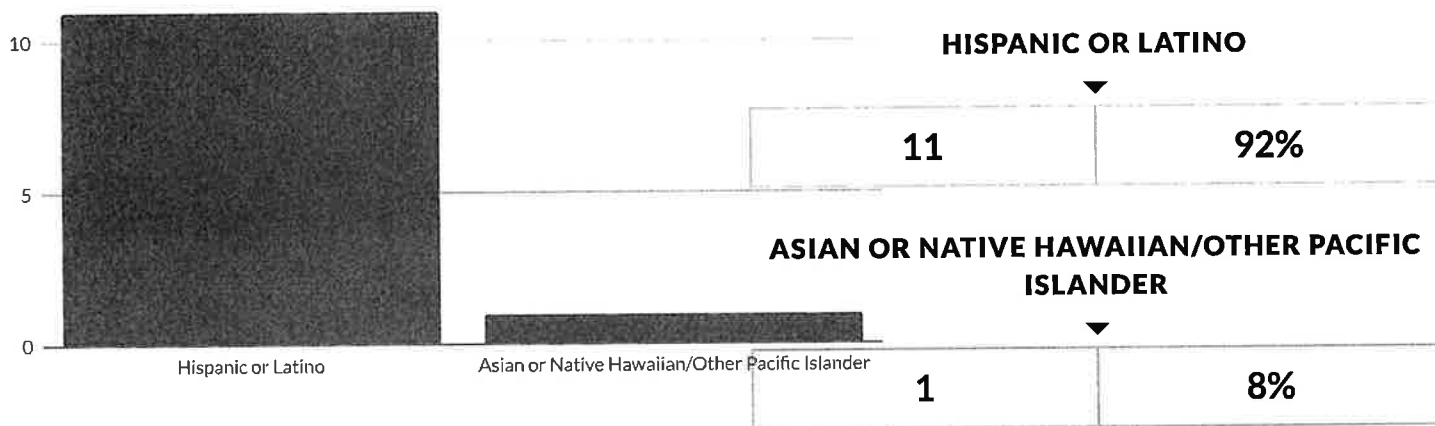 10
5
0
Hispanic or Latino
Asian or Native Hawaiian/Other Pacific Islander
HISPANIC OR LATINO
11 92%
ASIAN OR NATIVE HAWAIIAN/OTHER PACIFIC
ISLANDER
1 8%